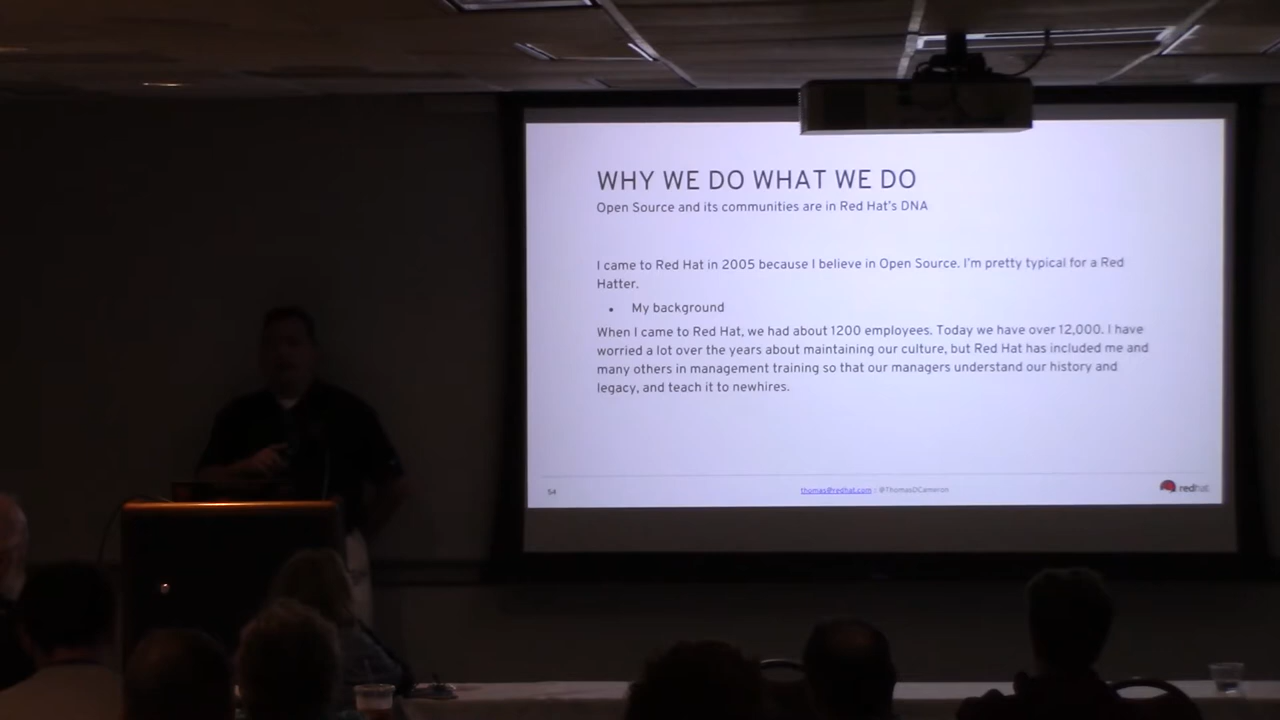 WHY WE DO WHAT WE DO
Open Source and its communities are in Red Hat's DNA
I came to Red Hat in 2005 because I believe in Open Source. I'm pretty typical for a Red
Hatter.
• My background
When I came to Red Hat, we had about 1200 employees. Today we have over 12,000. I have
worried a lot over the years about maintaining our culture, but Red Hat has included me and
many others in management training so that our managers understand our history and
legacy, and teach it to newhires.
54
thomas@redhat.com | @ThomasDCameron
redhat.